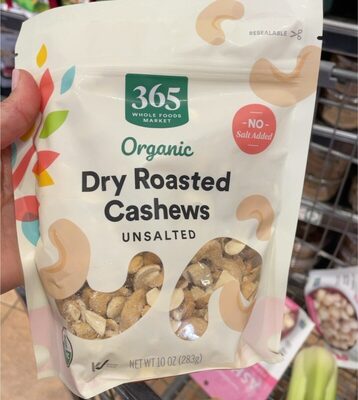 RESEALABLE
365
WHOLE FOODS
MARKET
Organic
-NO-
Salt Added
Dry Roasted
Cashews
UNSALTED
NET WT 10 OZ (283g)